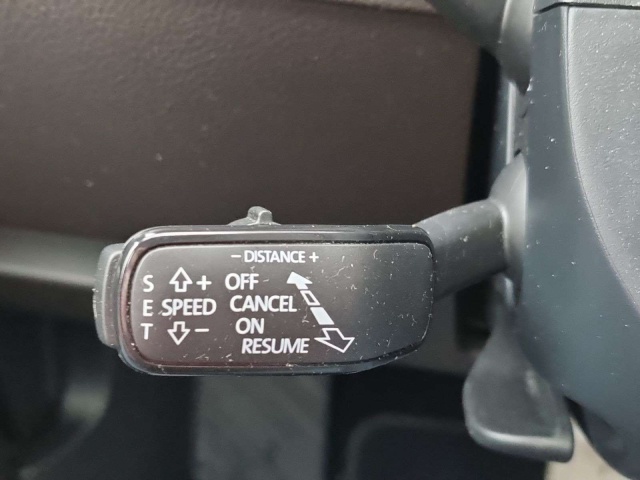 - DISTANCE +
S + OFF
E SPEED CANCEL
T - ON
RESUME